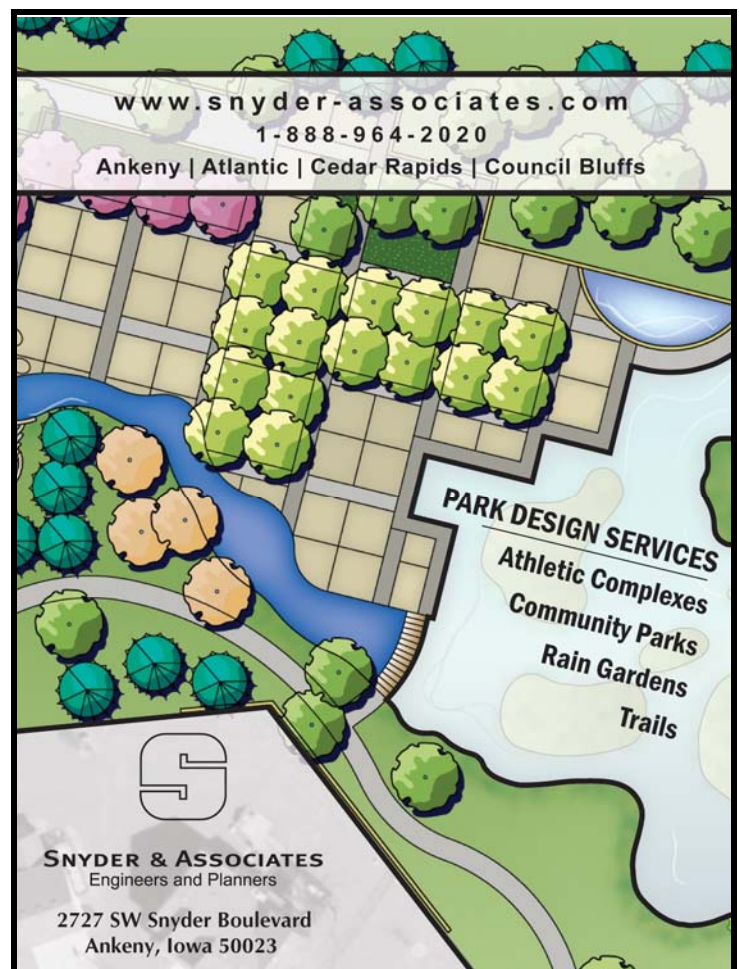 www.snyder-associates.com
1-888-964-2020
Ankeny | Atlantic | Cedar Rapids | Council Bluffs
PARK DESIGN SERVICES
Athletic Complexes
Community Parks
Rain Gardens
Trails
S
SNYDER & ASSOCIATES
Engineers and Planners
2727 SW Snyder Boulevard
Ankeny, Iowa 50023